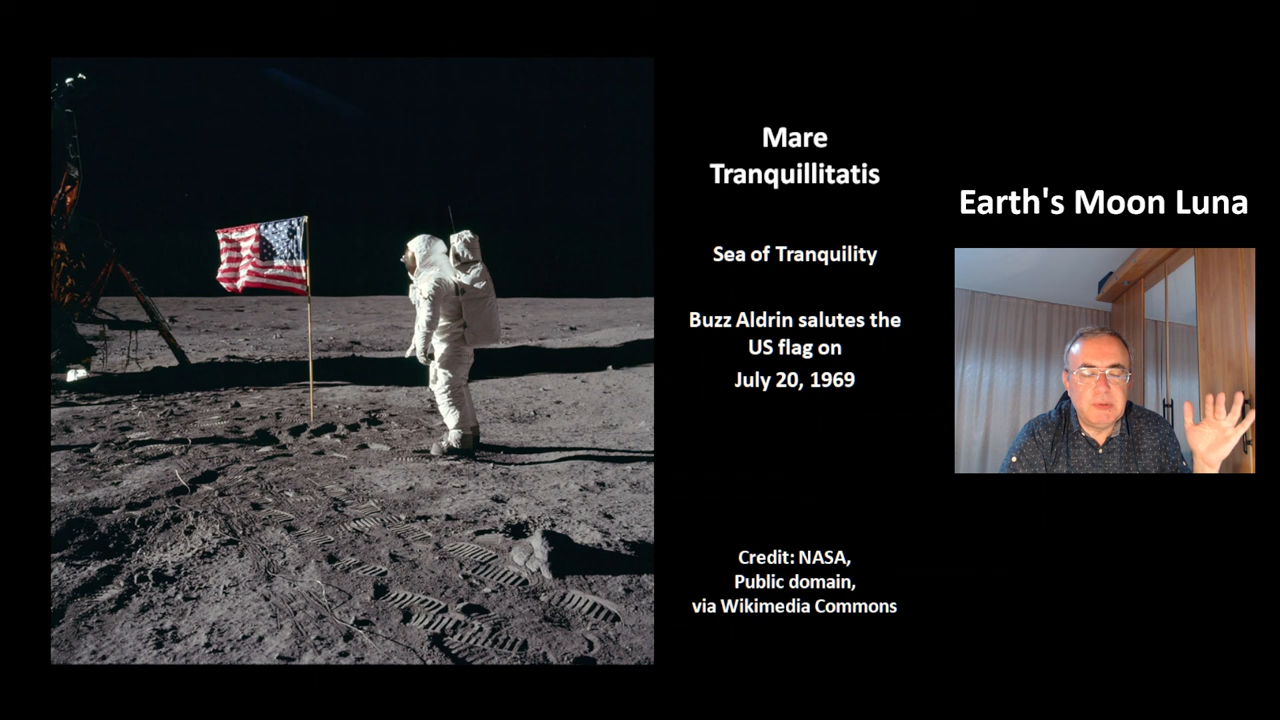 Mare
Tranquillitatis
Sea of Tranquility
Buzz Aldrin salutes the
US flag on
July 20, 1969
Credit: NASA,
Public domain,
via Wikimedia Commons
Earth's Moon Luna